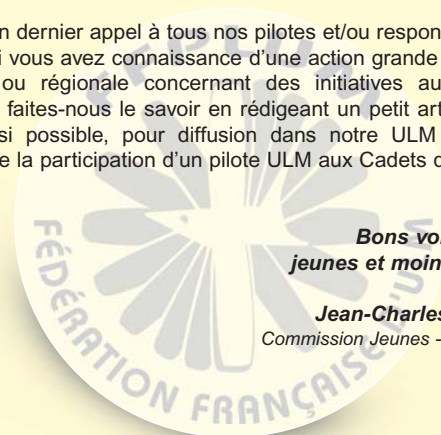 n dernier appel à tous nos pilotes et/ou respon
i vous avez connaissance d'une action grande
ou régionale concernant des initiatives au
faites-nous le savoir en rédigeant un petit art
si possible, pour diffusion dans notre ULM
e la participation d'un pilote ULM aux Cadets d
Bons vo
jeunes et moin
Jean-Charles
Commission Jeunes -
FFPLUM
FÉDÉRATION FRANÇAISE D'ULM